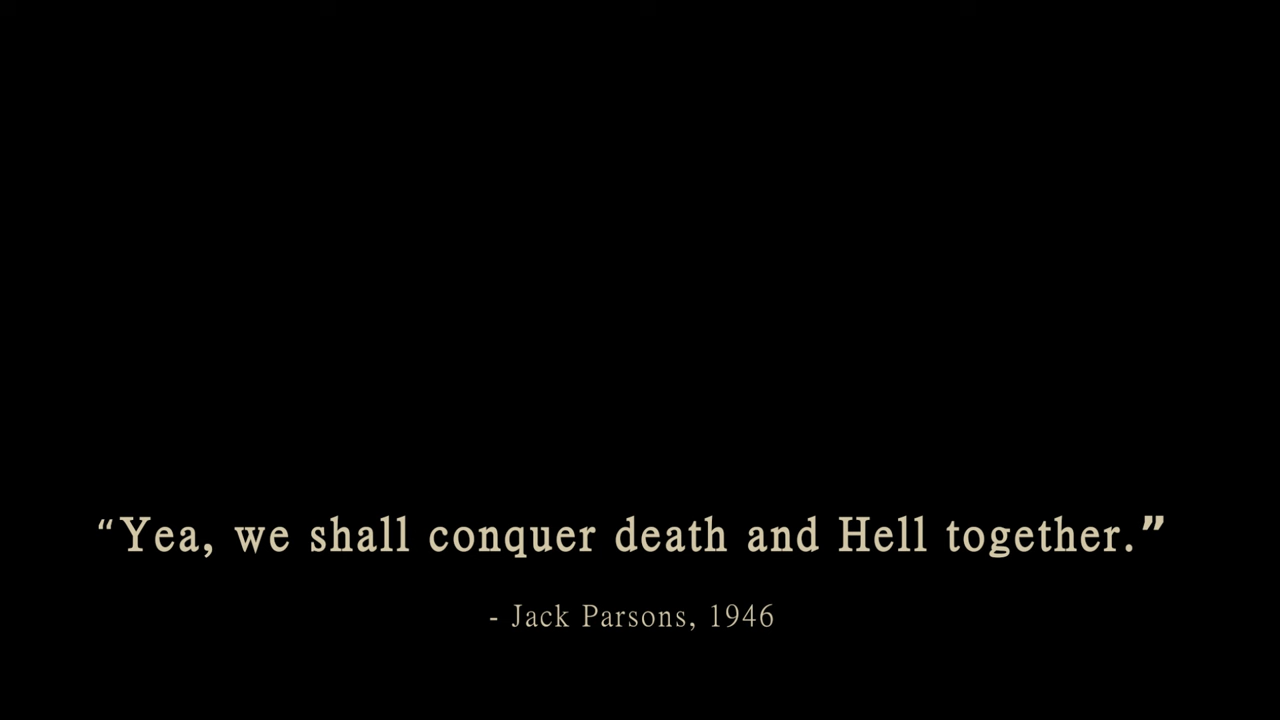 “Yea, we shall conquer death and Hell together.”
- Jack Parsons, 1946